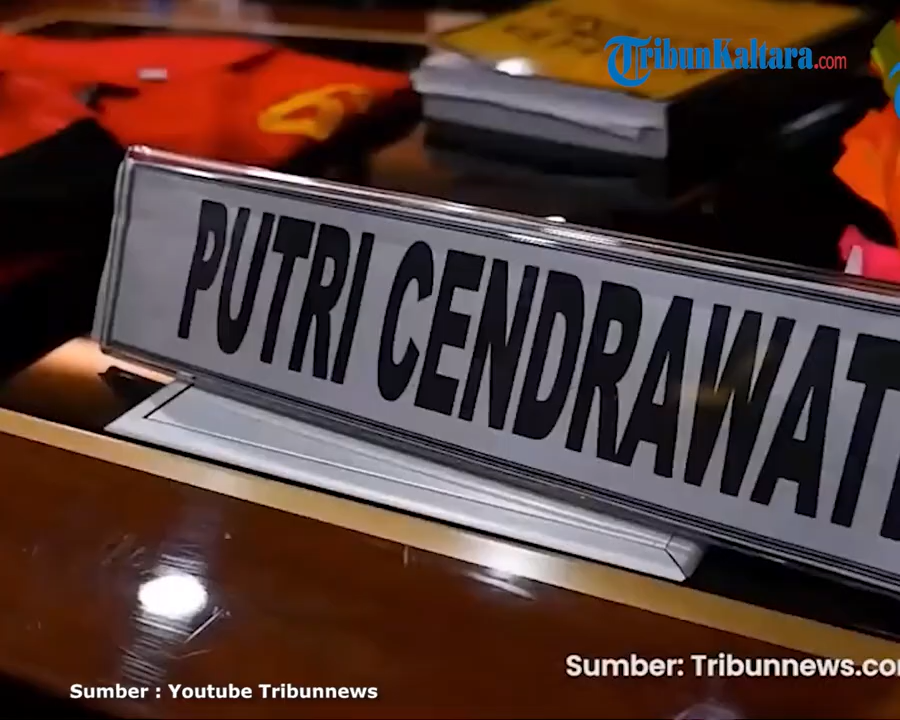 TribunKaltara.com
PUTRI CENDRAWAT
Sumber: Tribunnews.co
Sumber : Youtube Tribunnews